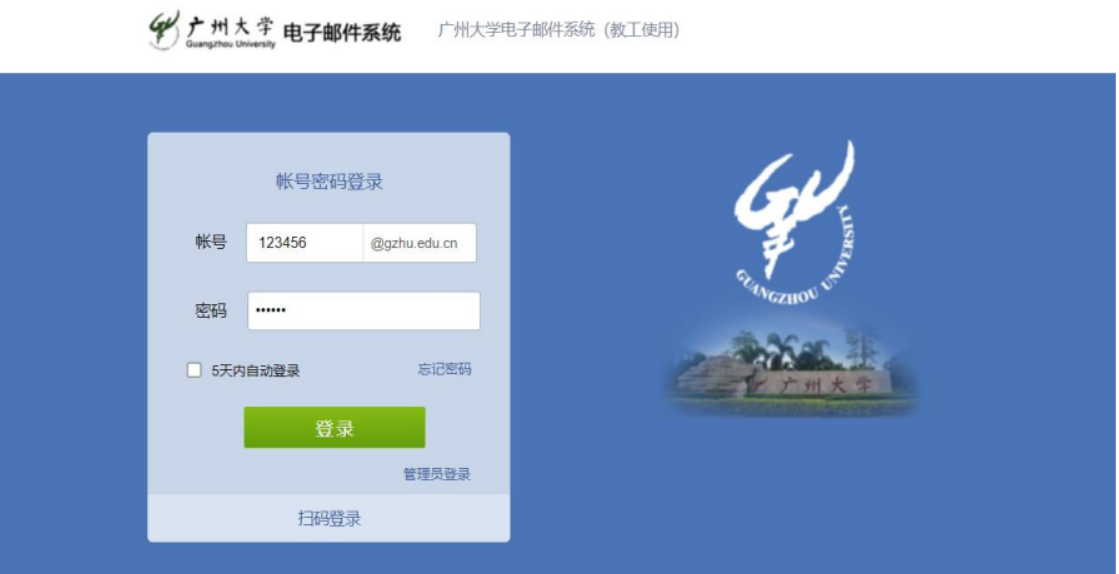 广州大学 电子邮件系统 广州大学电子邮件系统（教工使用）
Guangzhou University
帐号密码登录
帐号 123456 @gzhu.edu.cn
密码 ••••••
5天内自动登录 忘记密码
登录
管理员登录
扫码登录
GUANGZHOU UNIVERSITY
广州大学